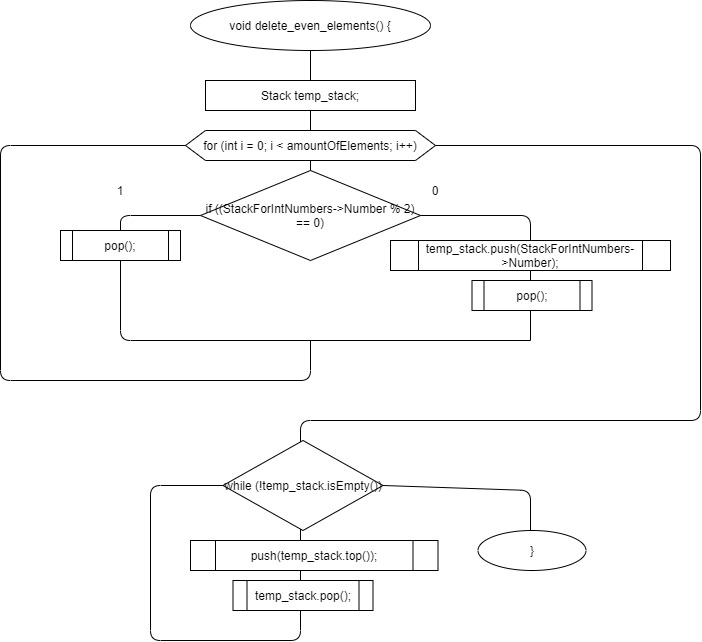 void delete_even_elements() {
Stack temp_stack;
for (int i = 0; i < amountOfElements; i++)
1
0
if ((StackForIntNumbers->Number % 2)
== 0)
pop();
temp_stack.push(StackForIntNumbers-
>Number);
pop();
while (!temp_stack.isEmpty())
push(temp_stack.top());
}
temp_stack.pop();